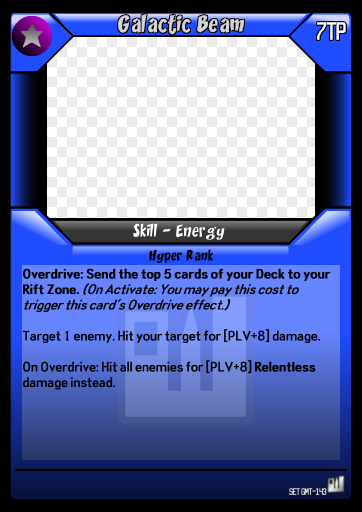 Galactic Beam
7TP
Skill - Energy
Hyper Rank
Overdrive: Send the top 5 cards of your Deck to your
Rift Zone. (On Activate: You may pay this cost to
trigger this card's Overdrive effect.)
Target 1 enemy. Hit your target for [PLV+8] damage.
On Overdrive: Hit all enemies for [PLV+8] Relentless
damage instead.
SET GMT-143